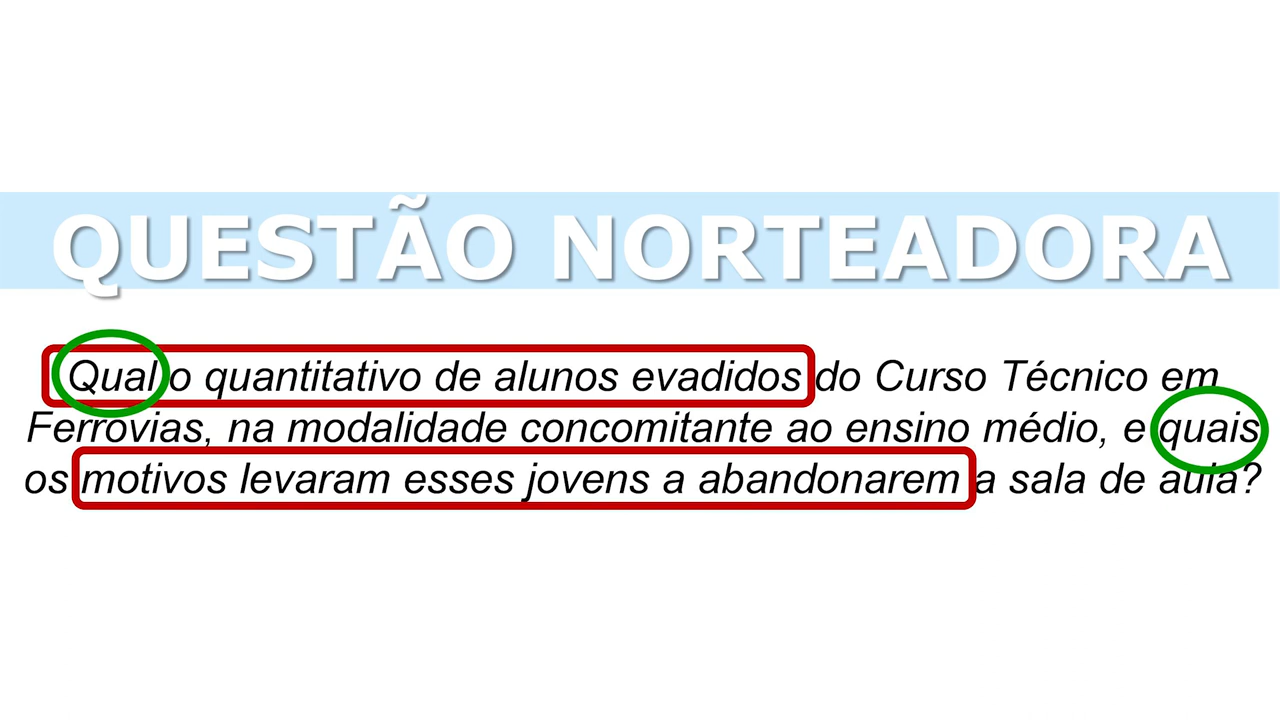 QUESTÃO NORTEADORA
Qual o quantitativo de alunos evadidos do Curso Técnico em
Ferrovias, na modalidade concomitante ao ensino médio, e quais
os motivos levaram esses jovens a abandonarem a sala de aula?